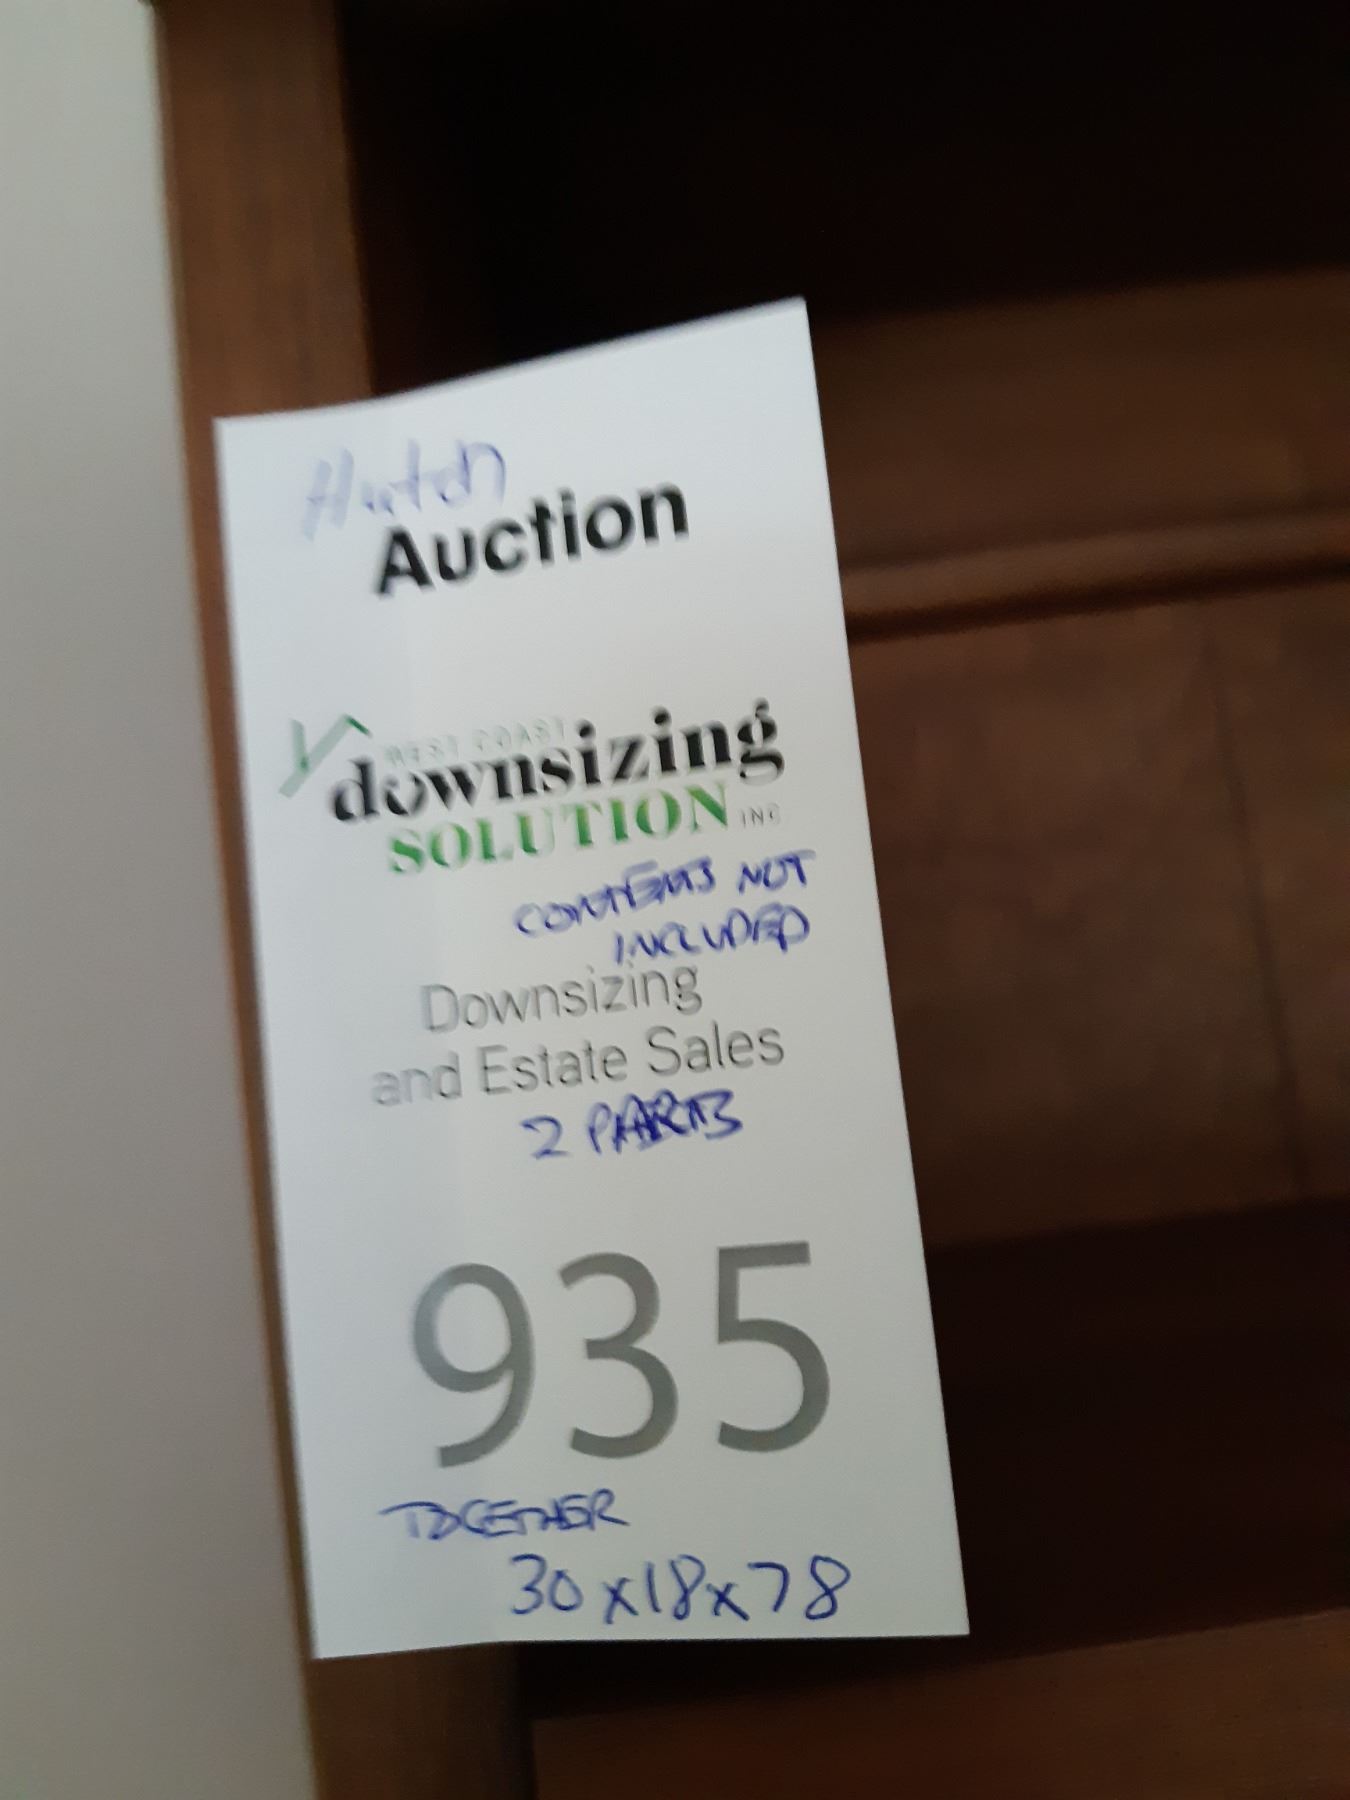 Hutch
Auction
WEST COAST
downsizing
SOLUTION INC
CONTENTS NOT
INCLUDED
Downsizing
and Estate Sales
2 PARTS
935
TOGETHER
30x18x78